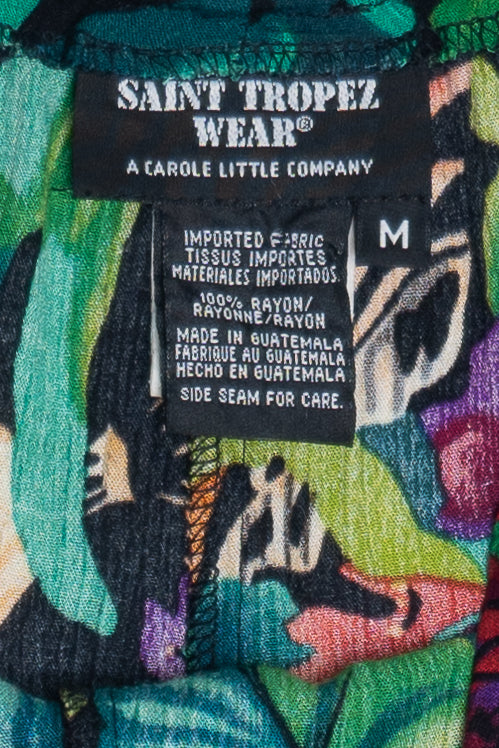 SAINT TROPEZ
WEAR®
A CAROLE LITTLE COMPANY
M
IMPORTED FABRIC
TISSUS IMPORTES
MATERIALES IMPORTADOS.
100% RAYON/
RAYONNE/RAYON
MADE IN GUATEMALA
FABRIQUE AU GUATEMALA
HECHO EN GUATEMALA
SIDE SEAM FOR CARE.